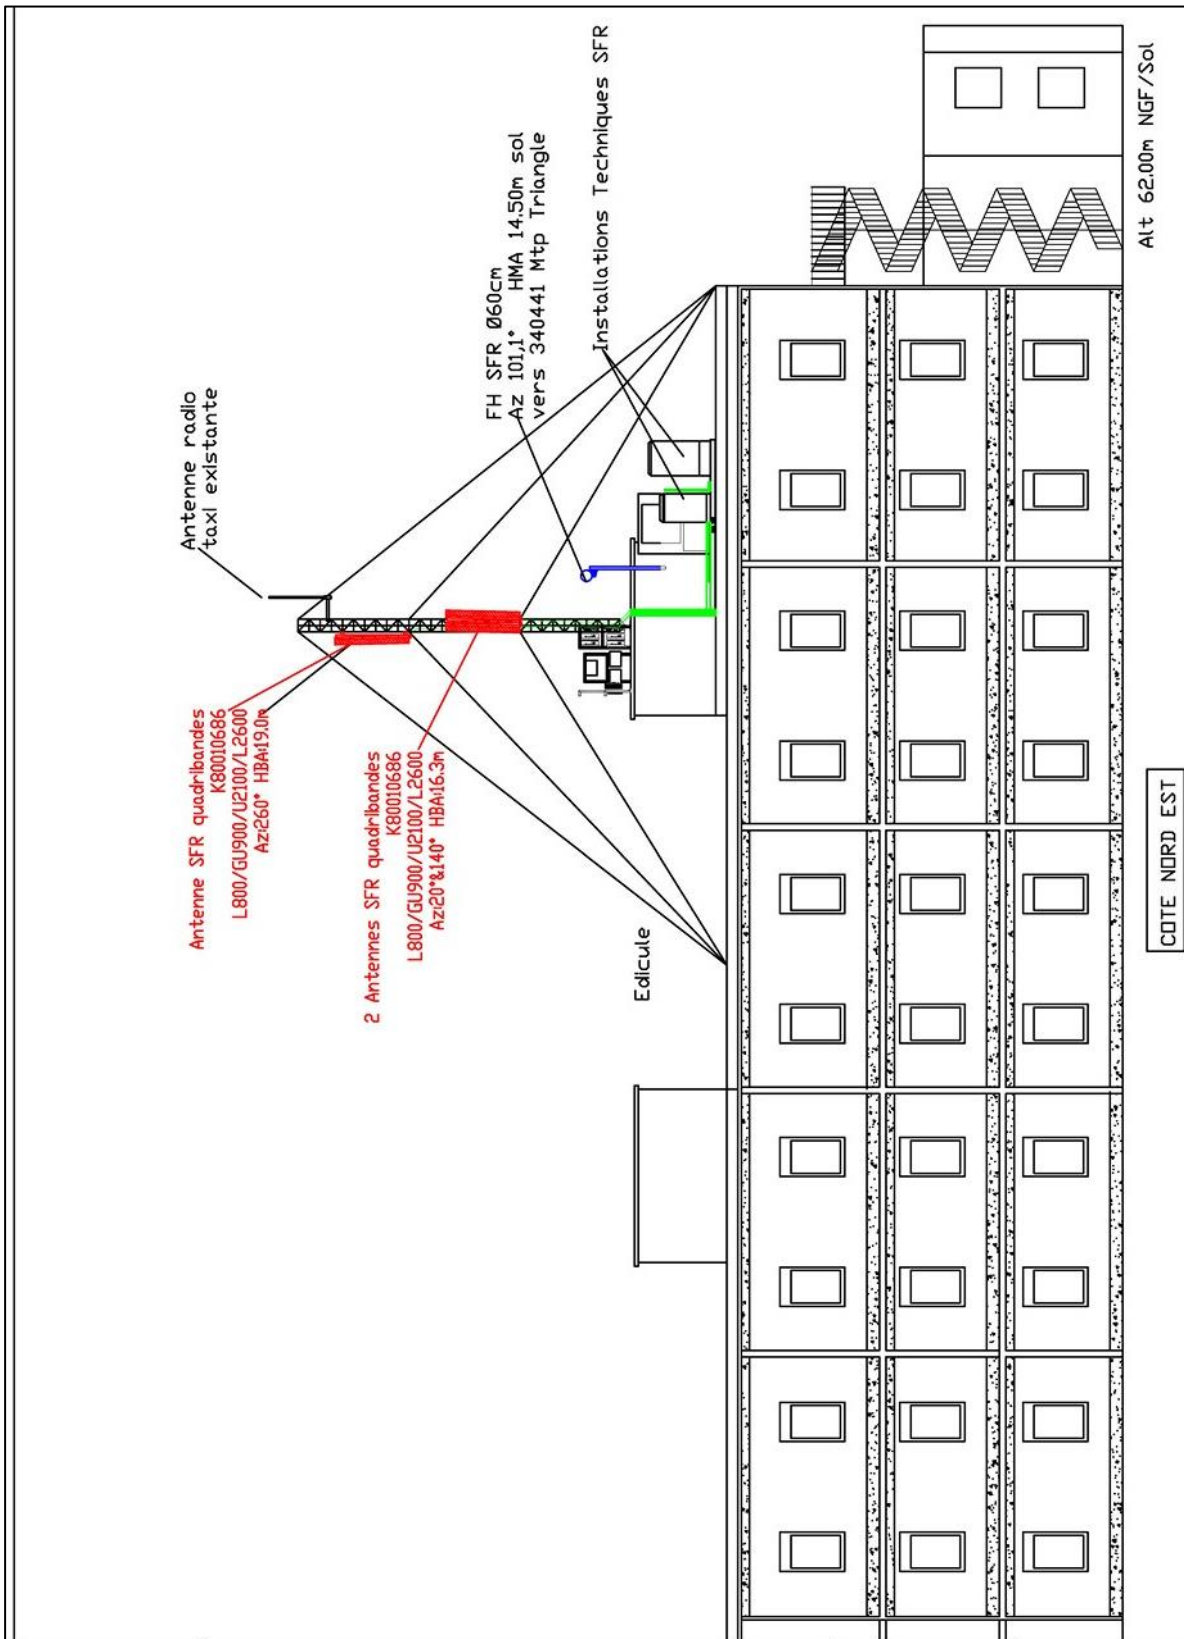 Antenne radio
taxi existante
FH SFR Ø60cm
Az 101,1° HMA 14.50m sol
vers 340441 Mtp Triangle
Installations Techniques SFR
Antenne SFR quadribandes
K80010686
L800/GU900/U2100/L2600
Az:260° HBA:19.0m
2 Antennes SFR quadribandes
K80010686
L800/GU900/U2100/L2600
Az:20°&140° HBA:16.3m
Edicule
Alt 62.00m NGF/Sol
COTE NORD EST